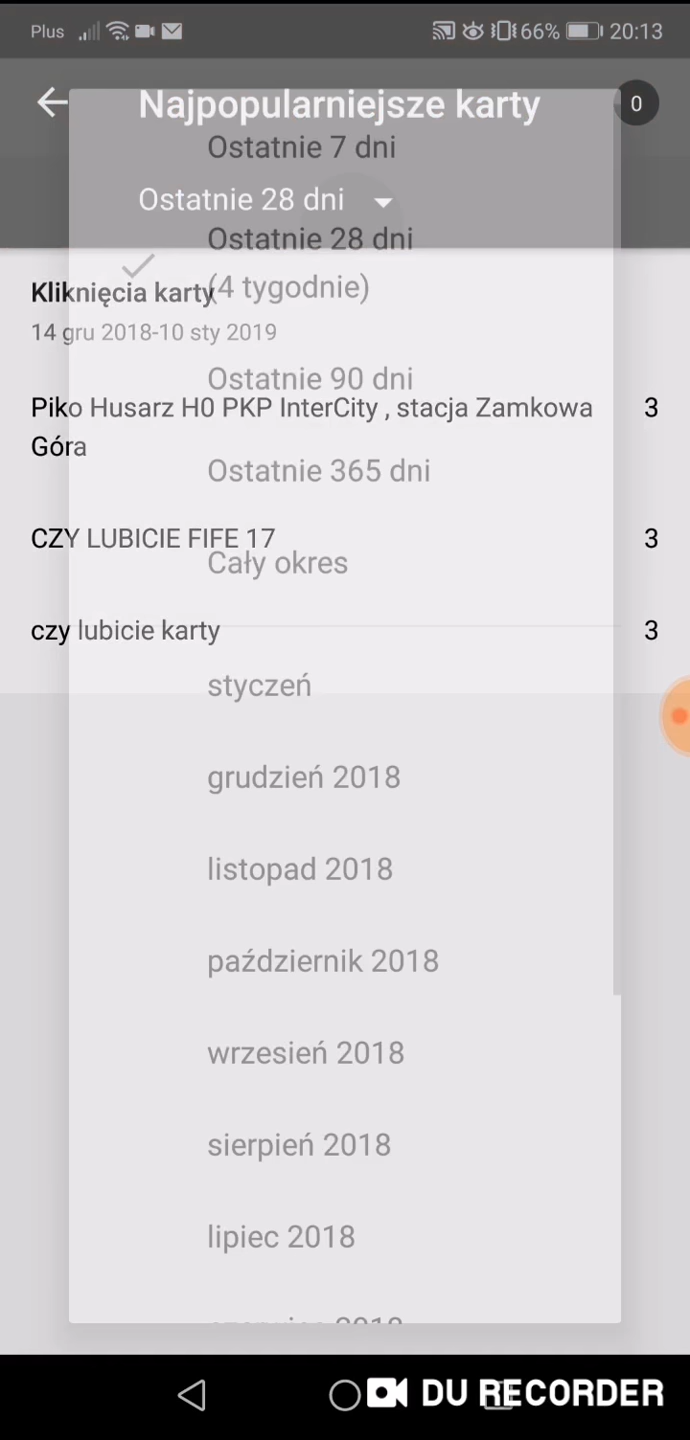 Plus 66% 20:13
Najpopularniejsze karty 0
Ostatnie 7 dni
Ostatnie 28 dni
Ostatnie 28 dni
(4 tygodnie)
Kliknięcia karty
14 gru 2018-10 sty 2019
Ostatnie 90 dni
Piko Husarz H0 PKP InterCity , stacja Zamkowa 3
Góra
Ostatnie 365 dni
CZY LUBICIE FIFE 17 3
Cały okres
czy lubicie karty 3
styczeń
grudzień 2018
listopad 2018
październik 2018
wrzesień 2018
sierpień 2018
lipiec 2018
czerwiec 2018
DU RECORDER